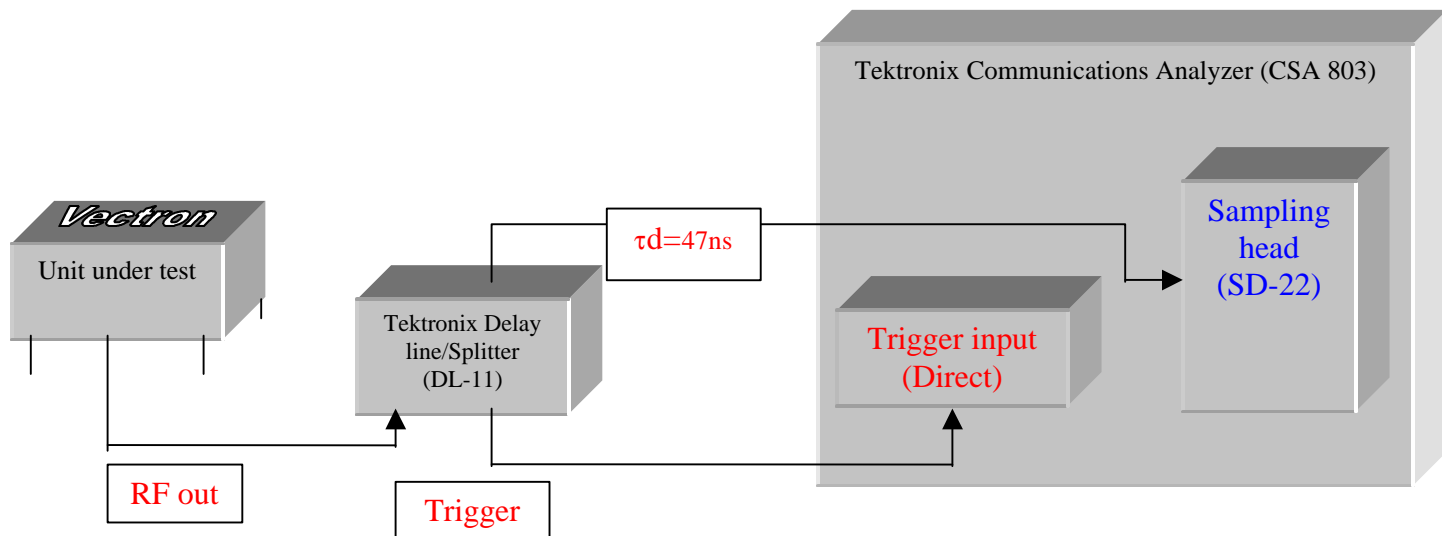 Tektronix Communications Analyzer (CSA 803)
Vectron
Unit under test
τd=47ns
Sampling
head
(SD-22)
Tektronix Delay
line/Splitter
(DL-11)
Trigger input
(Direct)
RF out
Trigger